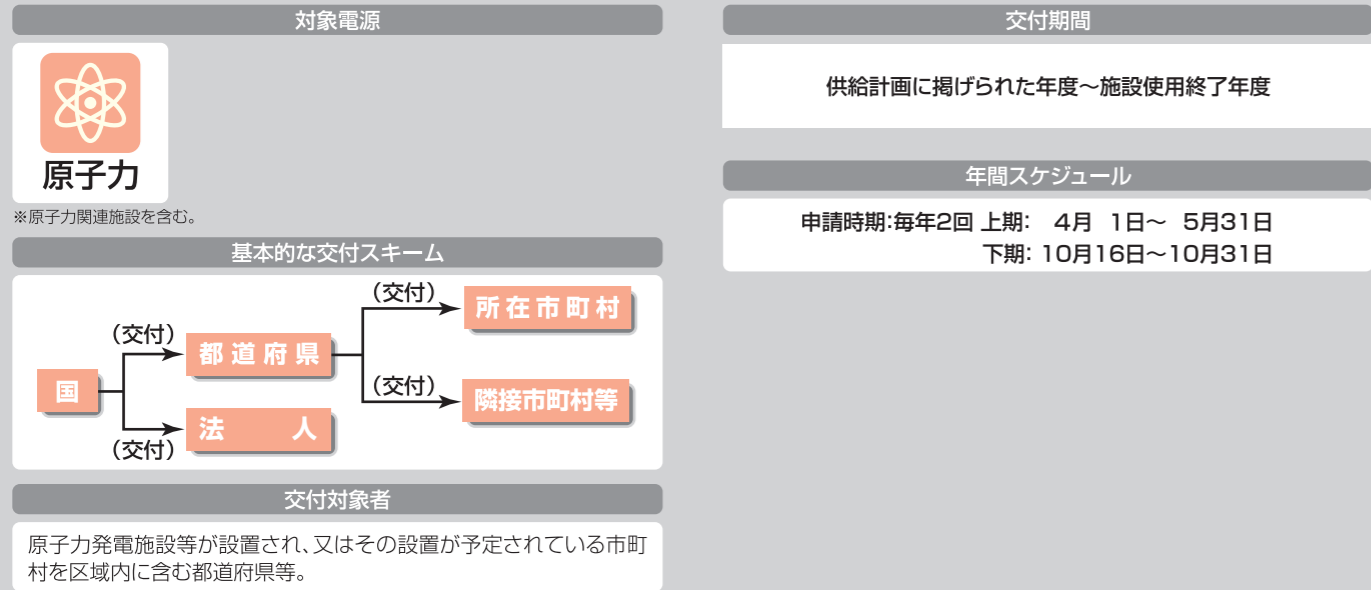 対象電源
原子力
※原子力関連施設を含む。
基本的な交付スキーム
(交付)
所在市町村
(交付)
都道府県
国
(交付)
隣接市町村等
法 人
(交付)
交付対象者
原子力発電施設等が設置され、又はその設置が予定されている市町
村を区域内に含む都道府県等。
交付期間
供給計画に掲げられた年度～施設使用終了年度
年間スケジュール
申請時期:毎年2回 上期: 4月 1日～ 5月31日
下期: 10月16日～10月31日